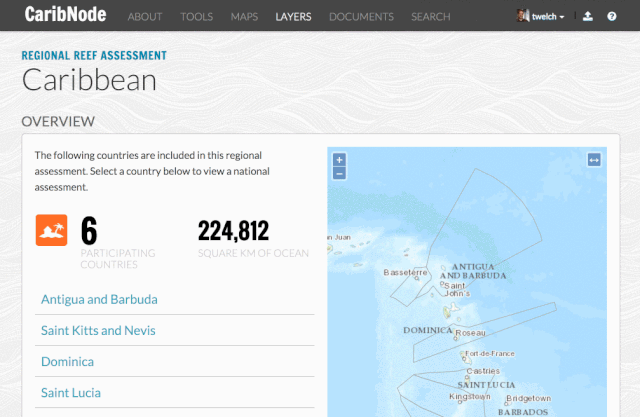 CaribNode ABOUT TOOLS MAPS LAYERS DOCUMENTS SEARCH twelch
REGIONAL REEF ASSESSMENT
Caribbean
OVERVIEW
The following countries are included in this regional
assessment. Select a country below to view a national
assessment.
6
PARTICIPATING
COUNTRIES
224,812
SQUARE KM OF OCEAN
Antigua and Barbuda
Saint Kitts and Nevis
Dominica
Saint Lucia
n Juan
Basseterre
ANTIGUA
AND BARBUDA
Saint
John's
DOMINICA
Roseau
Fort-de-France
Castries
SAINT LUCIA
Kingstown
Bridgetown
BARBADOS